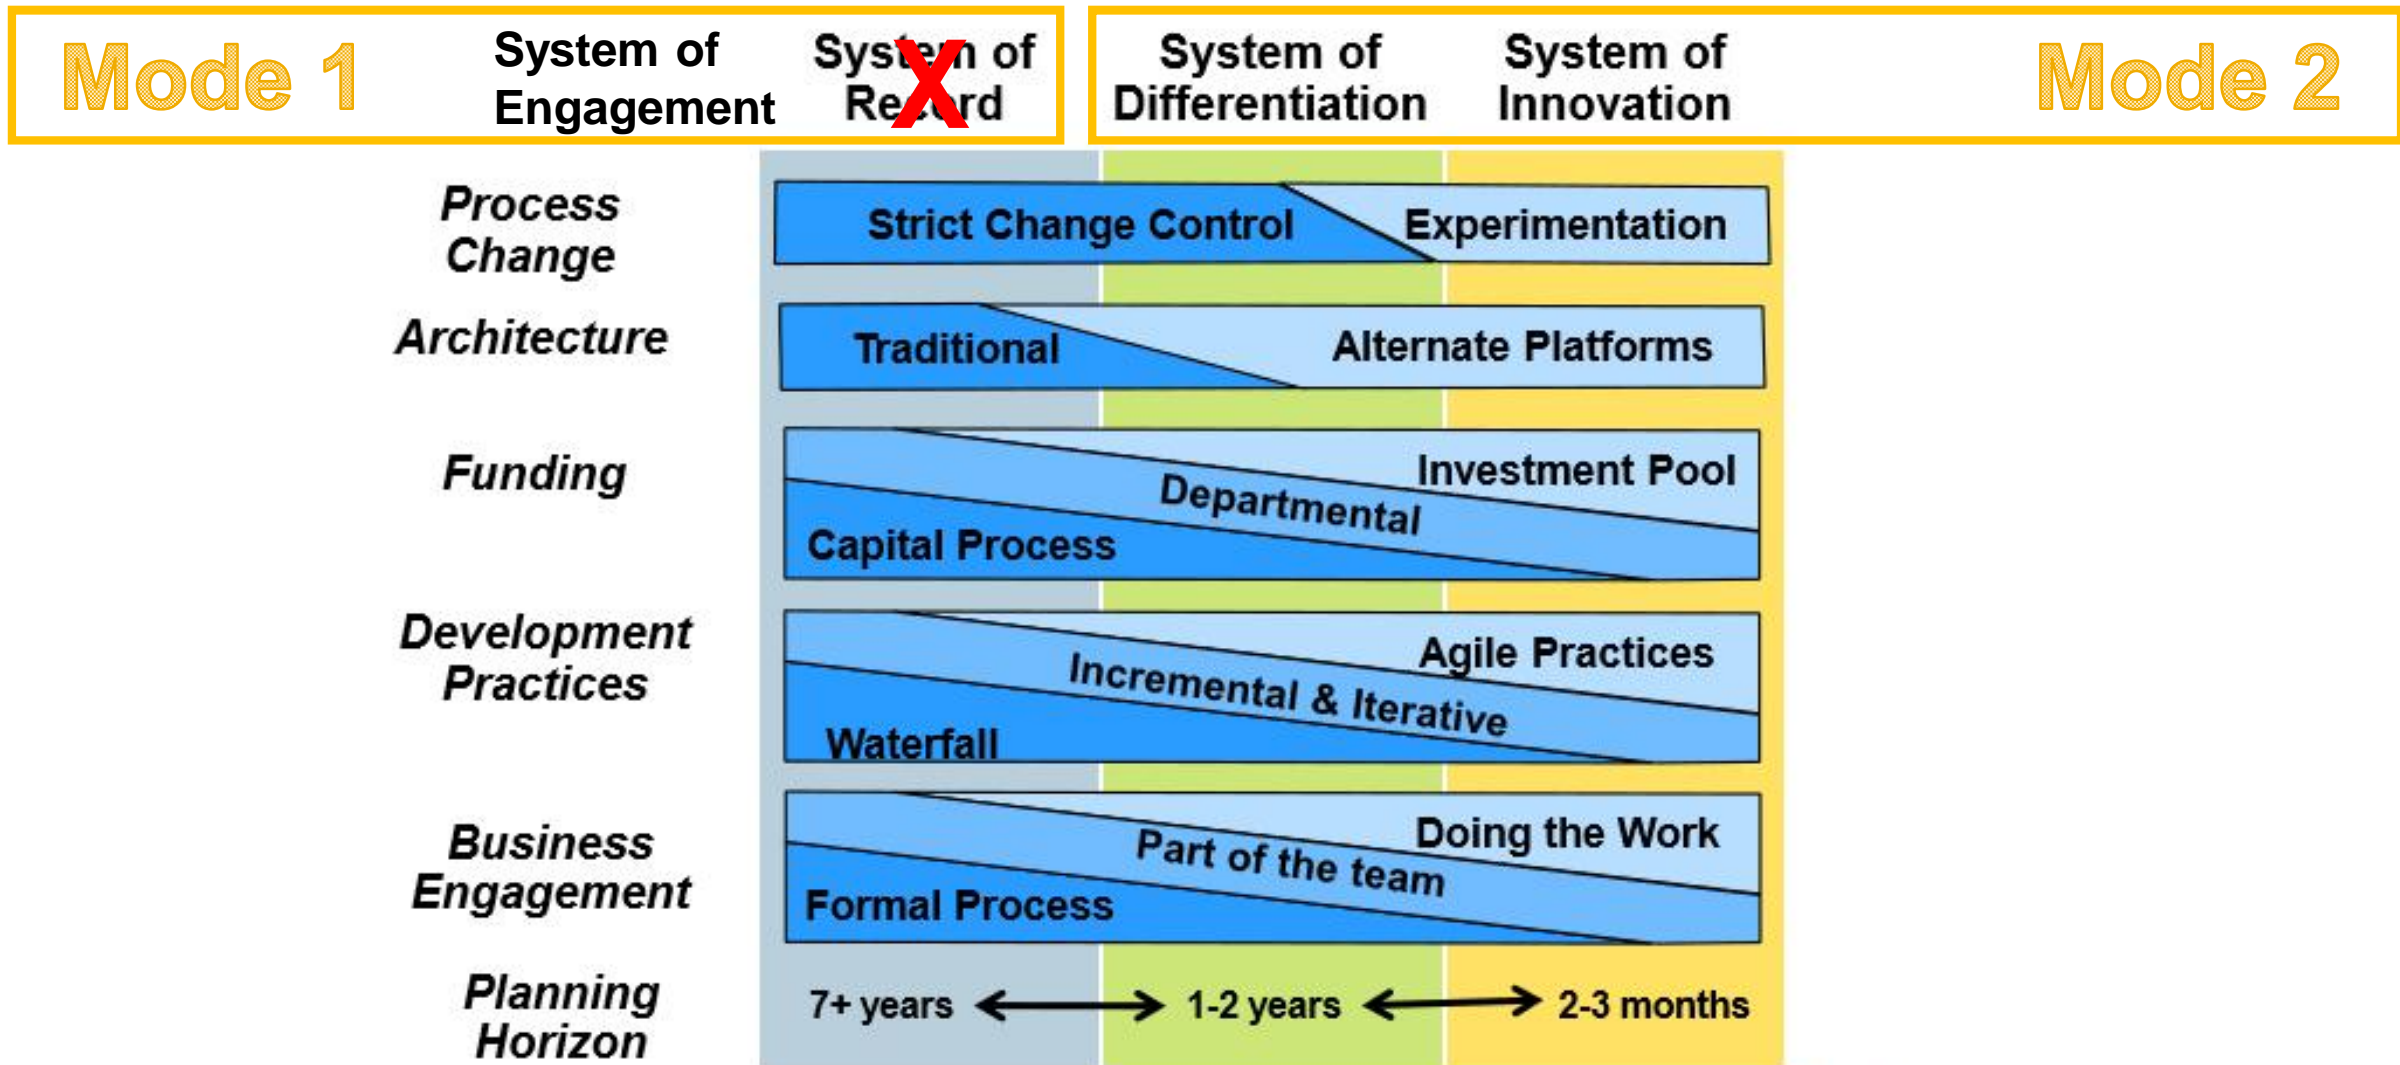 Mode 1
System of
Engagement
System of
Record
X
System of
Differentiation
System of
Innovation
Mode 2
Process
Change
Strict Change Control
Experimentation
Architecture
Traditional
Alternate Platforms
Funding
Investment Pool
Departmental
Capital Process
Development
Practices
Agile Practices
Incremental & Iterative
Waterfall
Business
Engagement
Doing the Work
Part of the team
Formal Process
Planning
Horizon
7+ years
1-2 years
2-3 months